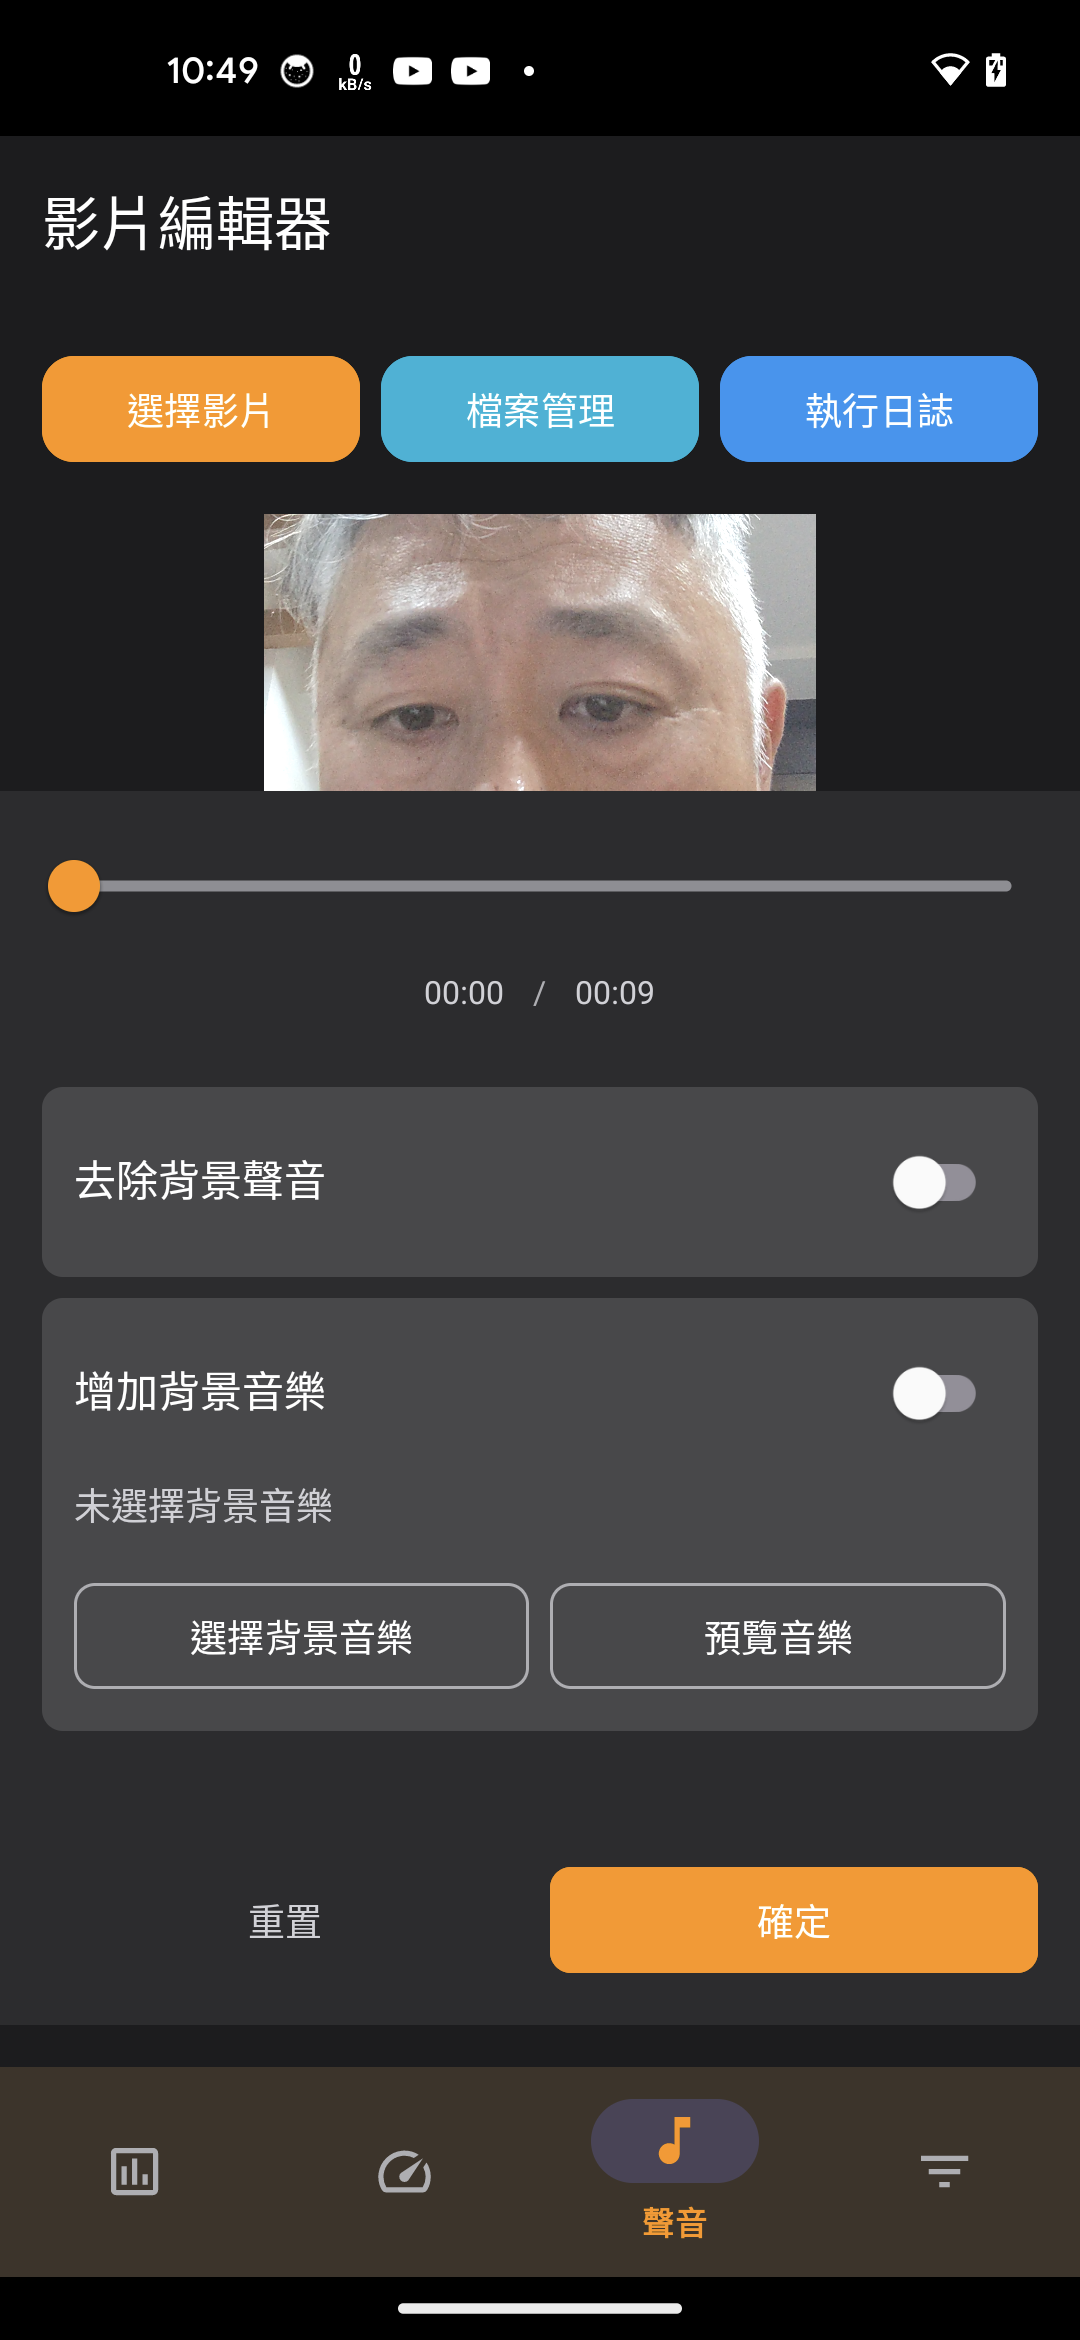 10:49
0
kB/s
影片編輯器
選擇影片
檔案管理
執行日誌
00:00 / 00:09
去除背景聲音
增加背景音樂
未選擇背景音樂
選擇背景音樂
預覽音樂
重置
確定
聲音